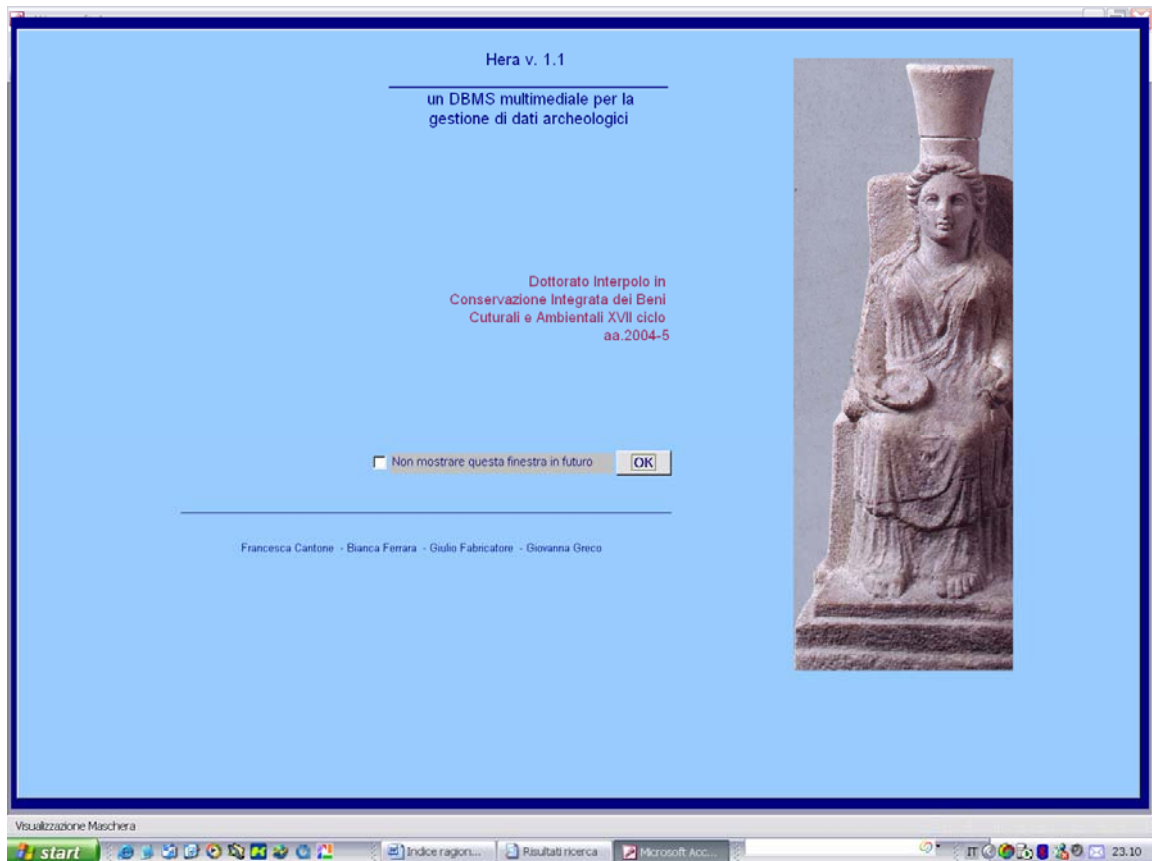 Hera v. 1.1
un DBMS multimediale per la
gestione di dati archeologici
Dottorato Interpolo in
Conservazione Integrata dei Beni
Cuturali e Ambientali XVII ciclo
aa.2004-5
Non mostrare questa finestra in futuro
OK
Francesca Cantone - Bianca Ferrara - Giulio Fabricatore - Giovanna Greco
Visualizzazione Maschera
start
Indice ragion...
Risultati ricerca
Microsoft Acc...
IT
23.10